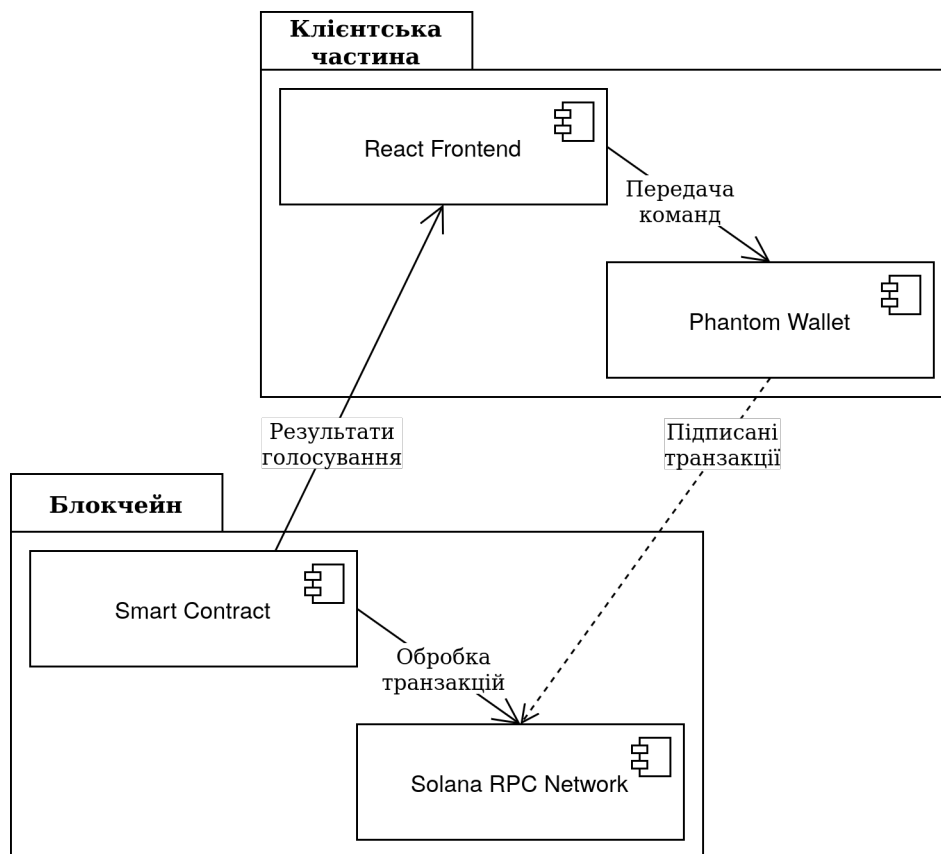 Клієнтська
частина
React Frontend
Передача
команд
Phantom Wallet
Результати
голосування
Підписані
транзакції
Блокчейн
Smart Contract
Обробка
транзакцій
Solana RPC Network